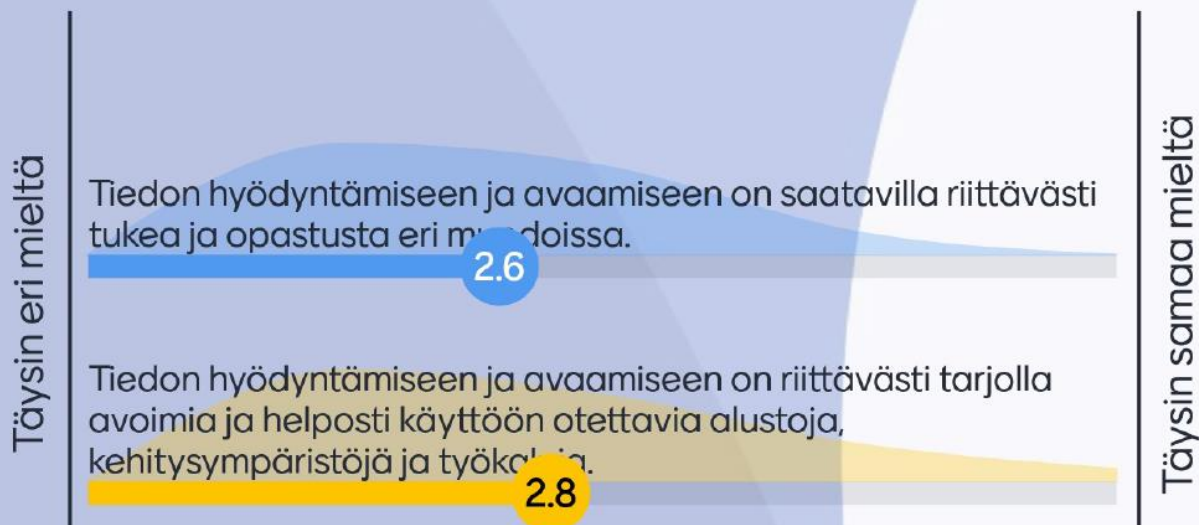 Täysin eri mieltä
Tiedon hyödyntämiseen ja avaamiseen on saatavilla riittävästi
tukea ja opastusta eri doissa.
2.6
Tiedon hyödyntämiseen ja avaamiseen on riittävästi tarjolla
avoimia ja helposti käyttöön otettavia alustoja,
kehitysympäristöjä ja
2.8
Täysin samaa mieltä